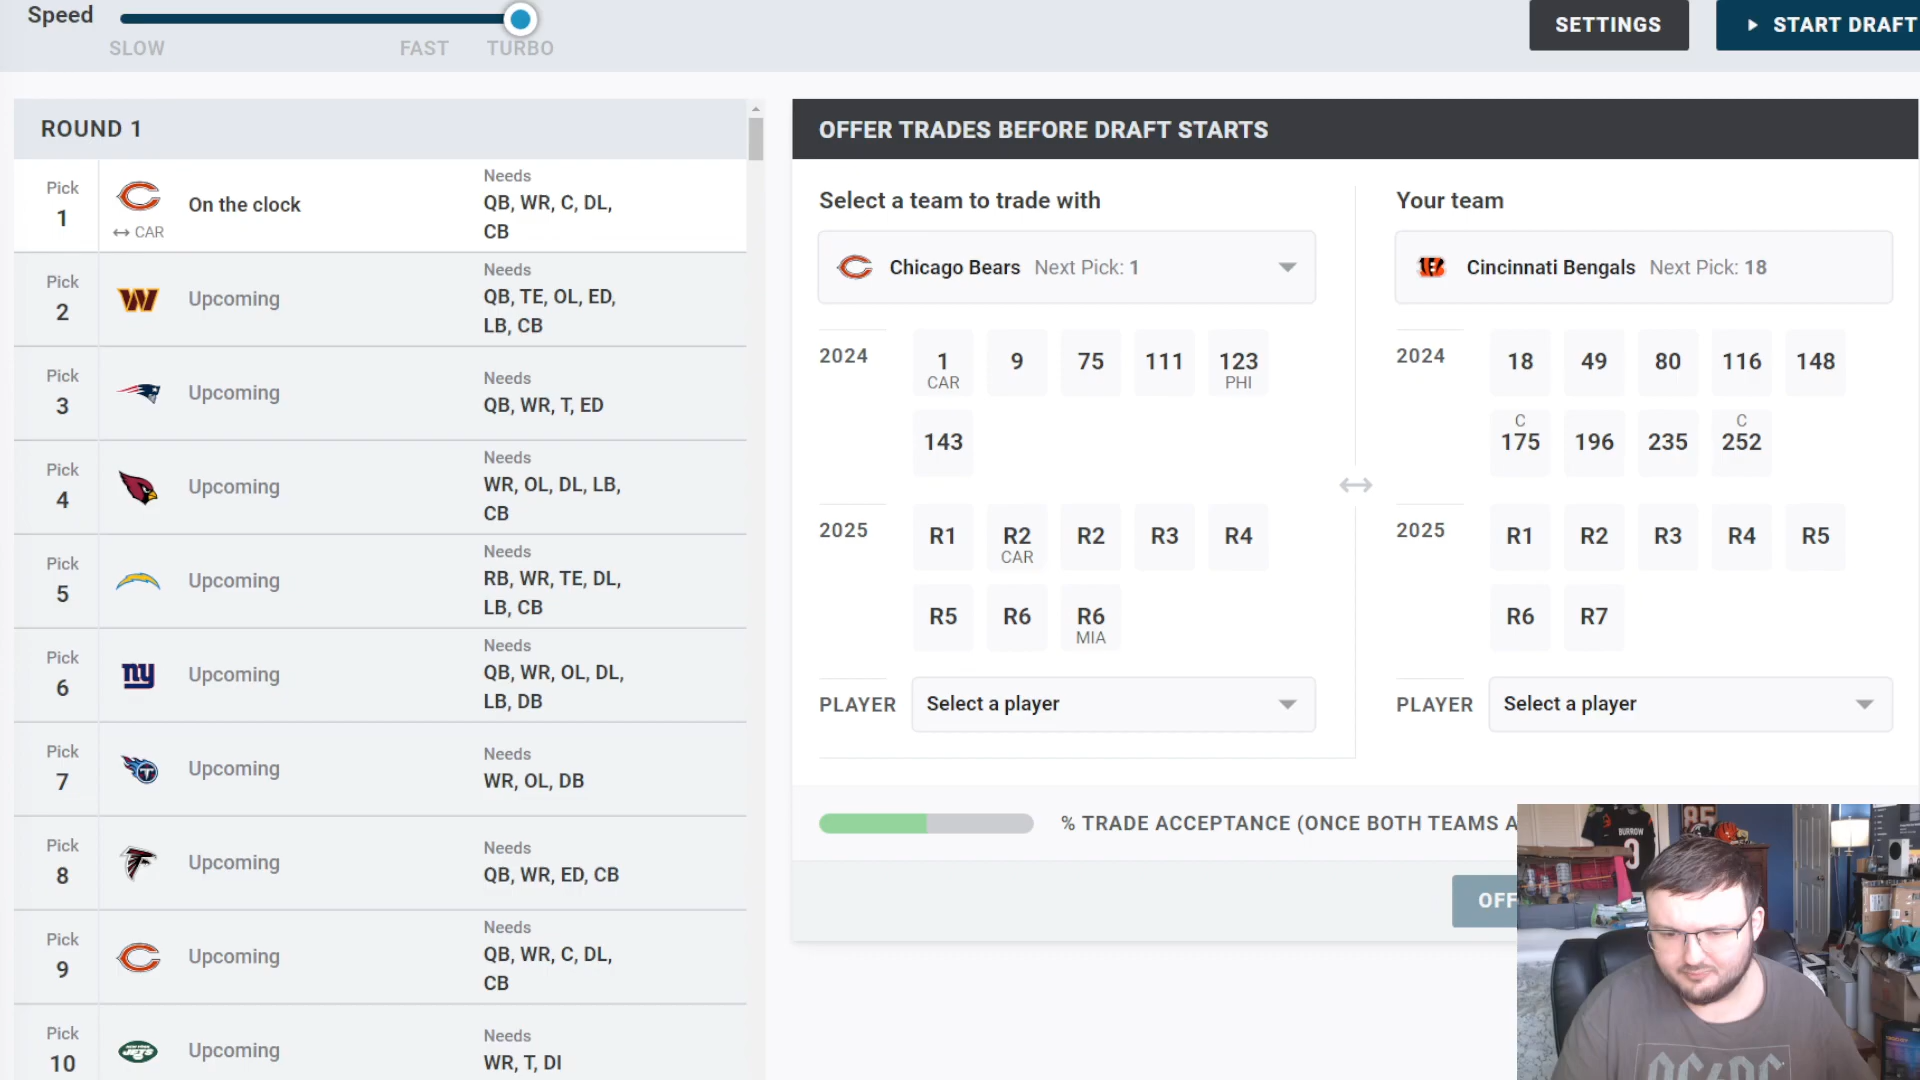 Speed
SLOW
FAST
TURBO
SETTINGS
START DRAFT
ROUND 1
Pick
1
CAR
On the clock
Needs
QB, WR, C, DL,
CB
Pick
2
Upcoming
Needs
QB, TE, OL, ED,
LB, CB
Pick
3
Upcoming
Needs
QB, WR, T, ED
Pick
4
Upcoming
Needs
WR, OL, DL, LB,
CB
Pick
5
Upcoming
Needs
RB, WR, TE, DL,
LB, CB
Pick
6
ny
Upcoming
Needs
QB, WR, OL, DL,
LB, DB
Pick
7
Upcoming
Needs
WR, OL, DB
Pick
8
Upcoming
Needs
QB, WR, ED, CB
Pick
9
Upcoming
Needs
QB, WR, C, DL,
CB
Pick
10
JETS
Upcoming
Needs
WR, T, DI
OFFER TRADES BEFORE DRAFT STARTS
Select a team to trade with
Chicago Bears Next Pick: 1
2024
1
CAR
9
75
111
123
PHI
143
2025
R1
R2
CAR
R2
R3
R4
R5
R6
R6
MIA
PLAYER
Select a player
Your team
Cincinnati Bengals Next Pick: 18
2024
18
49
80
116
148
C
175
196
235
C
252
2025
R1
R2
R3
R4
R5
R6
R7
PLAYER
Select a player
% TRADE ACCEPTANCE (ONCE BOTH TEAMS A
OFF
BURROW
9
85
AC/DC